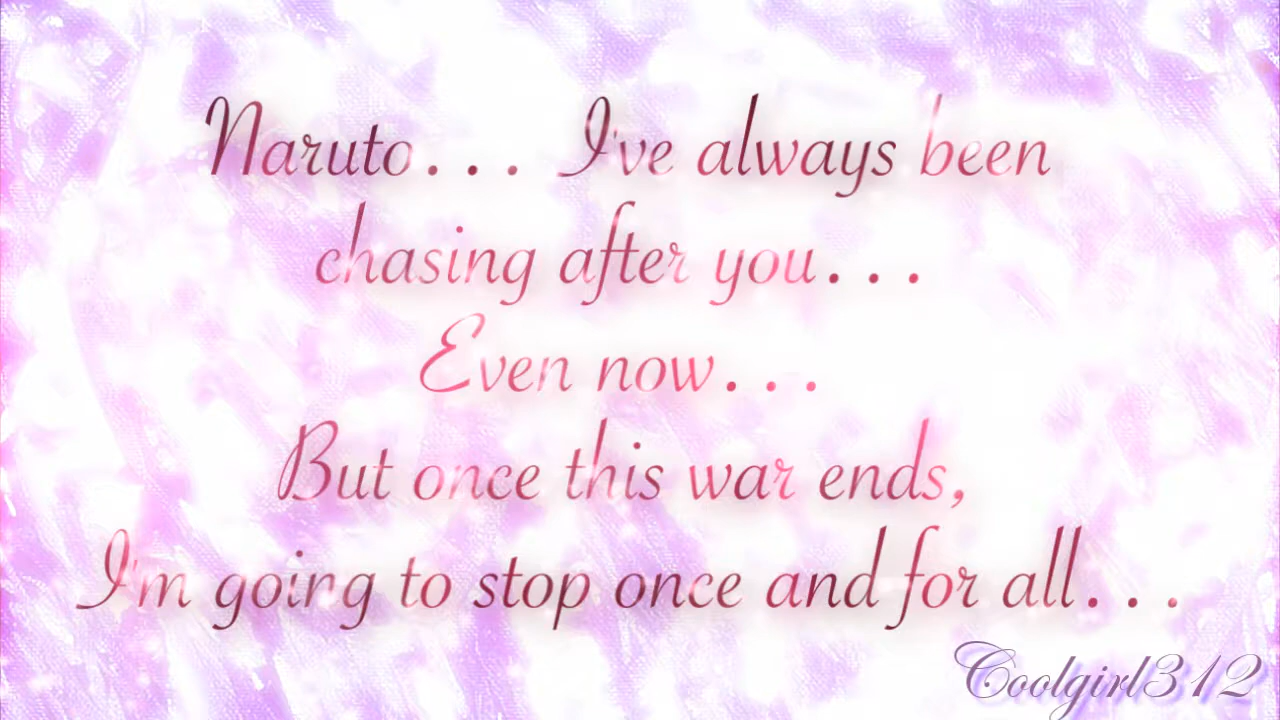 Naruto... I've always been
chasing after you...
Even now...
But once this war ends,
I'm going to stop once and for all...
Coolgirl312